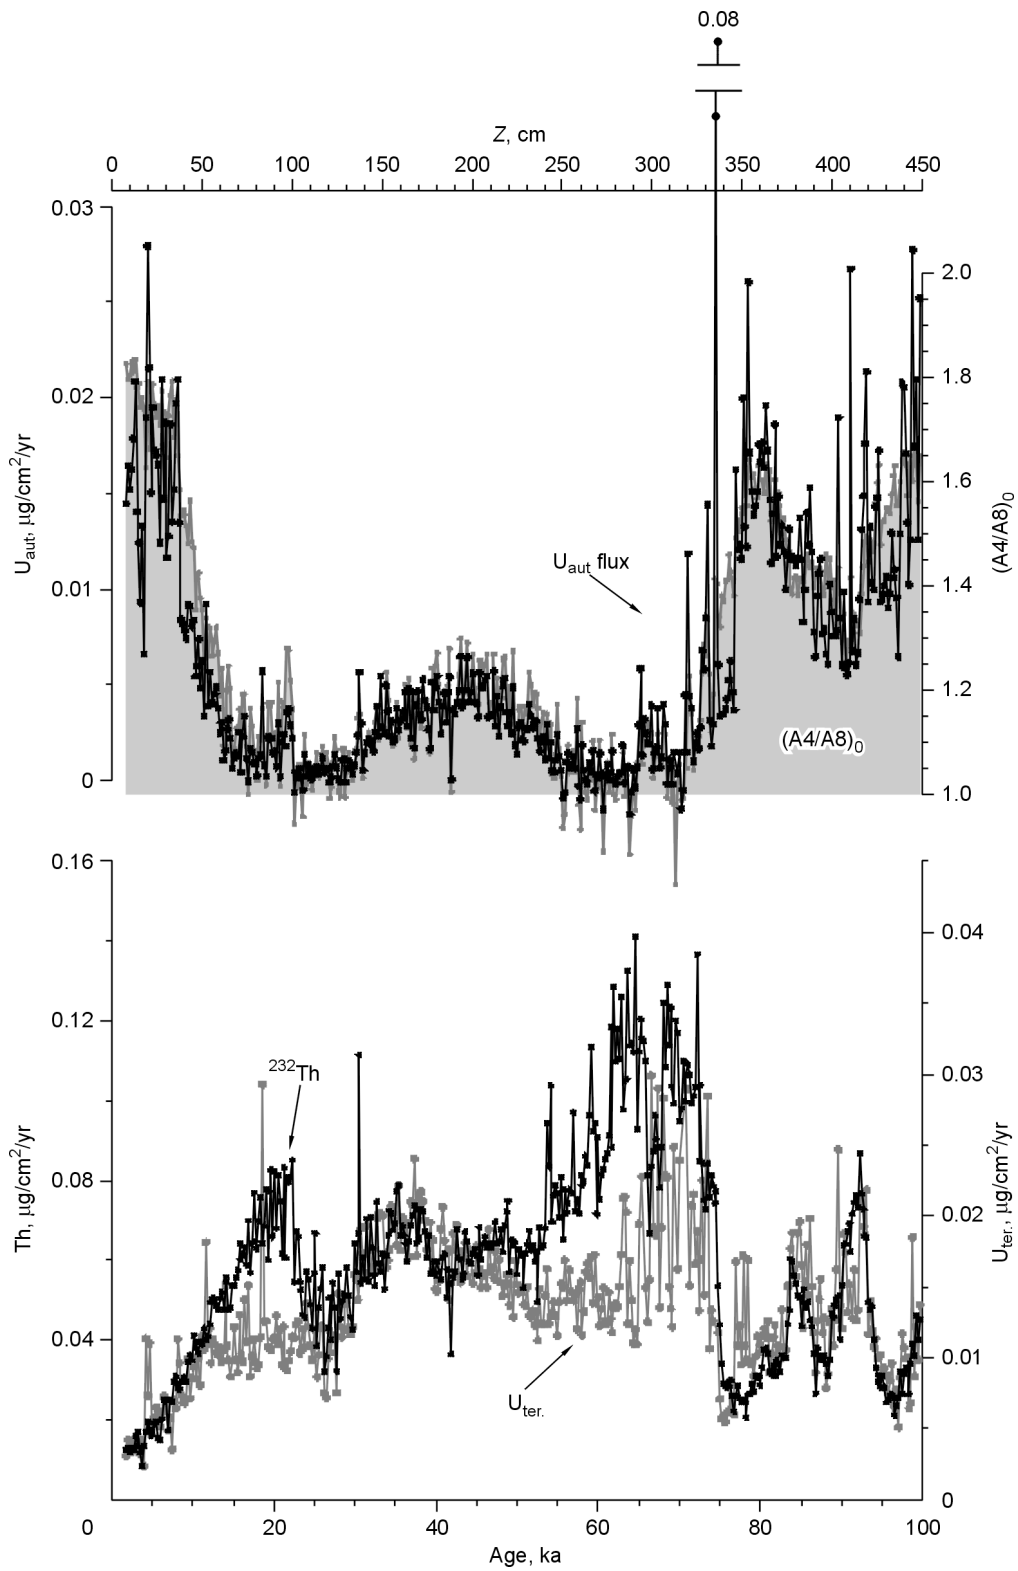 0.08
Z, cm
0 50 100 150 200 250 300 350 400 450
0.03
0.02
0.01
0
U_aut, μg/cm²/yr
2.0
1.8
1.6
1.4
1.2
1.0
(A4/A8)₀
U_aut flux
(A4/A8)₀
0.16
0.12
0.08
0.04
0
Th, μg/cm²/yr
0.04
0.03
0.02
0.01
0
U_ter., μg/cm²/yr
²³²Th
U_ter.
20 40 60 80 100
Age, ka